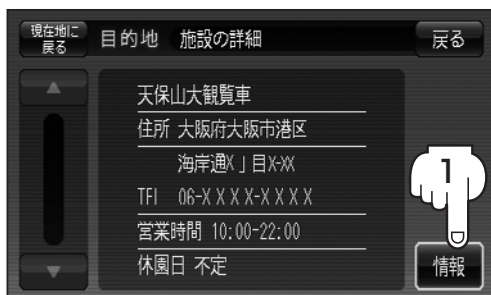 現在地に
戻る
目的地 施設の詳細
戻る
天保山大観覧車
住所 大阪府大阪市港区
海岸通X丁目X-XX
TEL 06-XXXX-XXXX
営業時間 10:00-22:00
休園日 不定
1
情報